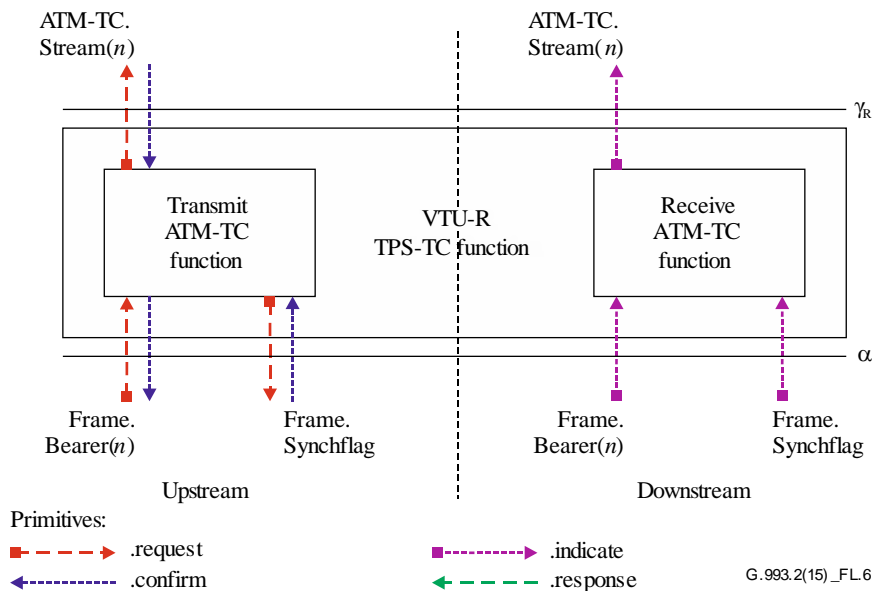 ATM-TC.
Stream(n)
ATM-TC.
Stream(n)
γR
Transmit
ATM-TC
function
VTU-R
TPS-TC function
Receive
ATM-TC
function
α
Frame.
Bearer(n)
Frame.
Synchflag
Frame.
Bearer(n)
Frame.
Synchflag
Upstream
Downstream
Primitives:
.request
.indicate
.confirm
.response
G.993.2(15)_FL.6